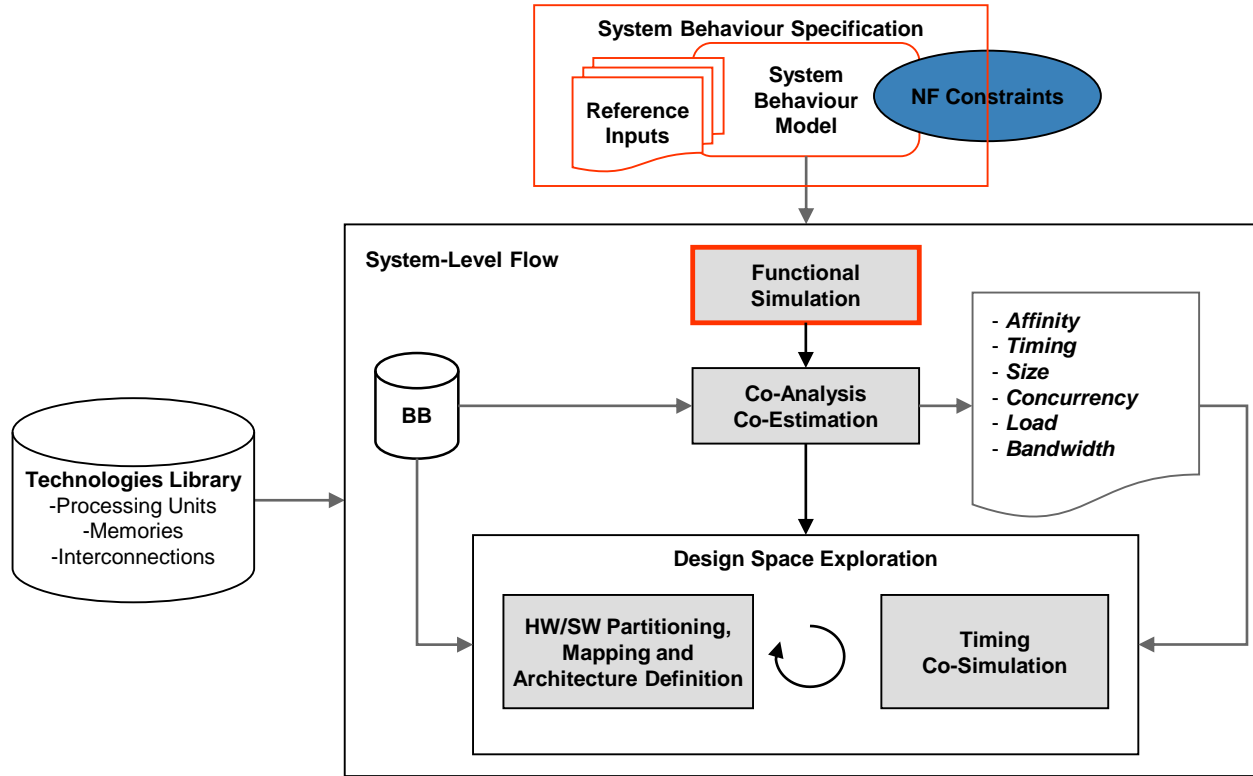 System Behaviour Specification
Reference
Inputs
System
Behaviour
Model
NF Constraints
System-Level Flow
Functional
Simulation
- Affinity
- Timing
- Size
- Concurrency
- Load
- Bandwidth
BB
Co-Analysis
Co-Estimation
Technologies Library
-Processing Units
-Memories
-Interconnections
Design Space Exploration
HW/SW Partitioning,
Mapping and
Architecture Definition
Timing
Co-Simulation